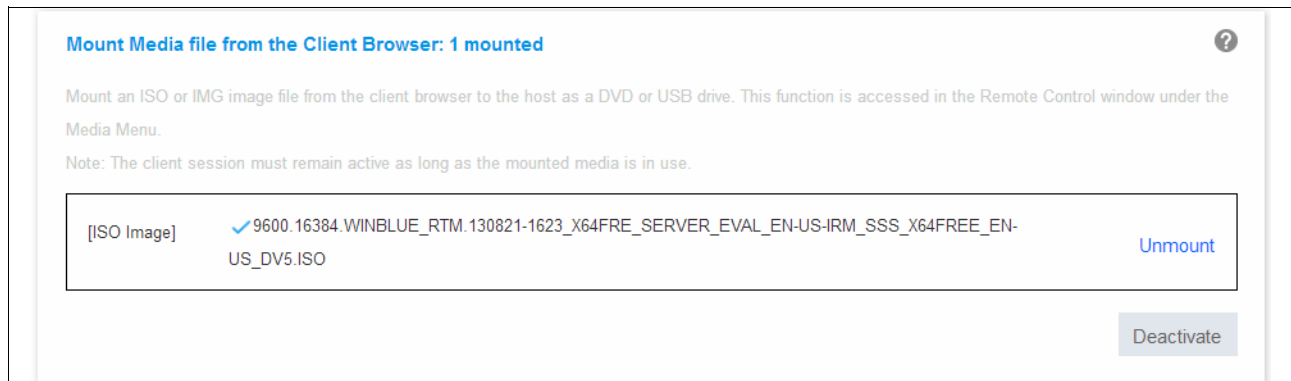 Mount Media file from the Client Browser: 1 mounted
Mount an ISO or IMG image file from the client browser to the host as a DVD or USB drive. This function is accessed in the Remote Control window under the
Media Menu.
Note: The client session must remain active as long as the mounted media is in use.
[ISO Image] 9600.16384.WINBLUE_RTM.130821-1623_X64FRE_SERVER_EVAL_EN-US-IRM_SSS_X64FREE_EN-
US_DV5.ISO
Unmount
Deactivate